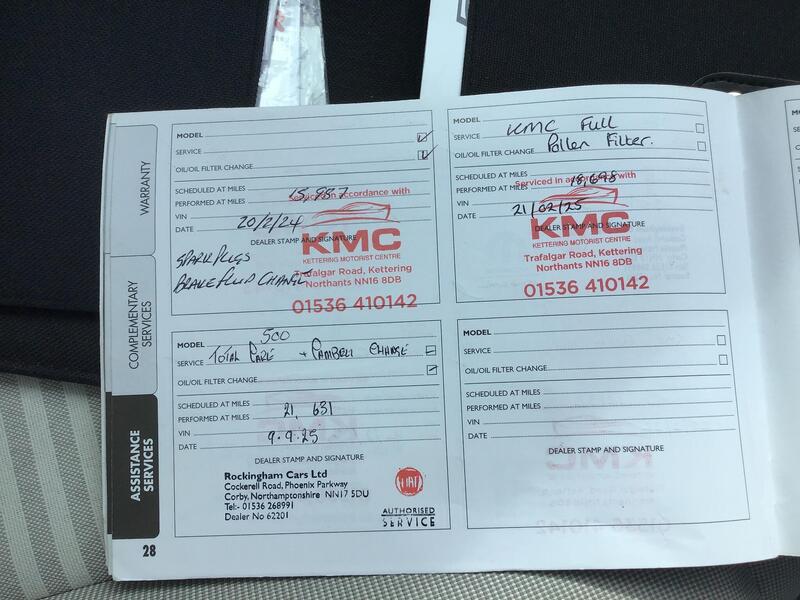 WARRANTY
COMPLEMENTARY
SERVICES
ASSISTANCE
SERVICES
MODEL
SERVICE
OIL/OIL FILTER CHANGE
SCHEDULED AT MILES
PERFORMED AT MILES 15,987
VIN
DATE 20/2/24
DEALER STAMP AND SIGNATURE
Serviced in accordance with
KMC
KETTERING MOTORIST CENTRE
Trafalgar Road, Kettering
Northants NN16 8DB
01536 410142
SPARK PLUGS
BRAKE FLUID CHANGE
MODEL
SERVICE KMC Full
OIL/OIL FILTER CHANGE Pollen Filter.
SCHEDULED AT MILES
PERFORMED AT MILES 18,698
VIN
DATE 21/02/25
DEALER STAMP AND SIGNATURE
Serviced in accordance with
KMC
KETTERING MOTORIST CENTRE
Trafalgar Road, Kettering
Northants NN16 8DB
01536 410142
MODEL 500
SERVICE TOTAL CARE + CAMBELT CHANGE
OIL/OIL FILTER CHANGE
SCHEDULED AT MILES
PERFORMED AT MILES 21,631
VIN
DATE 9.9.25
DEALER STAMP AND SIGNATURE
Rockingham Cars Ltd
Cockerell Road, Phoenix Parkway
Corby, Northamptonshire NN17 5DU
Tel:- 01536 268991
Dealer No 62201
FIAT
AUTHORISED
SERVICE
MODEL
SERVICE
OIL/OIL FILTER CHANGE
SCHEDULED AT MILES
PERFORMED AT MILES
VIN
DATE
DEALER STAMP AND SIGNATURE
28